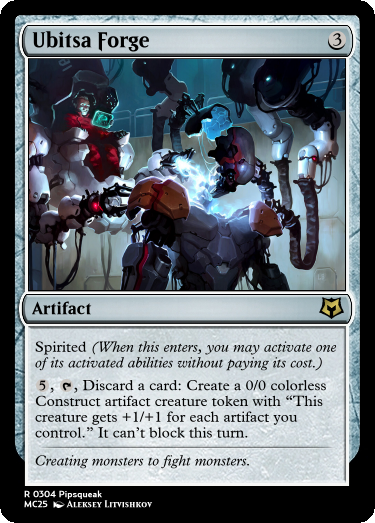 Ubitsa Forge 3
Artifact
Spirited (When this enters, you may activate one
of its activated abilities without paying its cost.)
5, , Discard a card: Create a 0/0 colorless
Construct artifact creature token with “This
creature gets +1/+1 for each artifact you
control.” It can’t block this turn.
Creating monsters to fight monsters.
R 0304 Pipsqueak
MC25 Aleksey Litvishkov